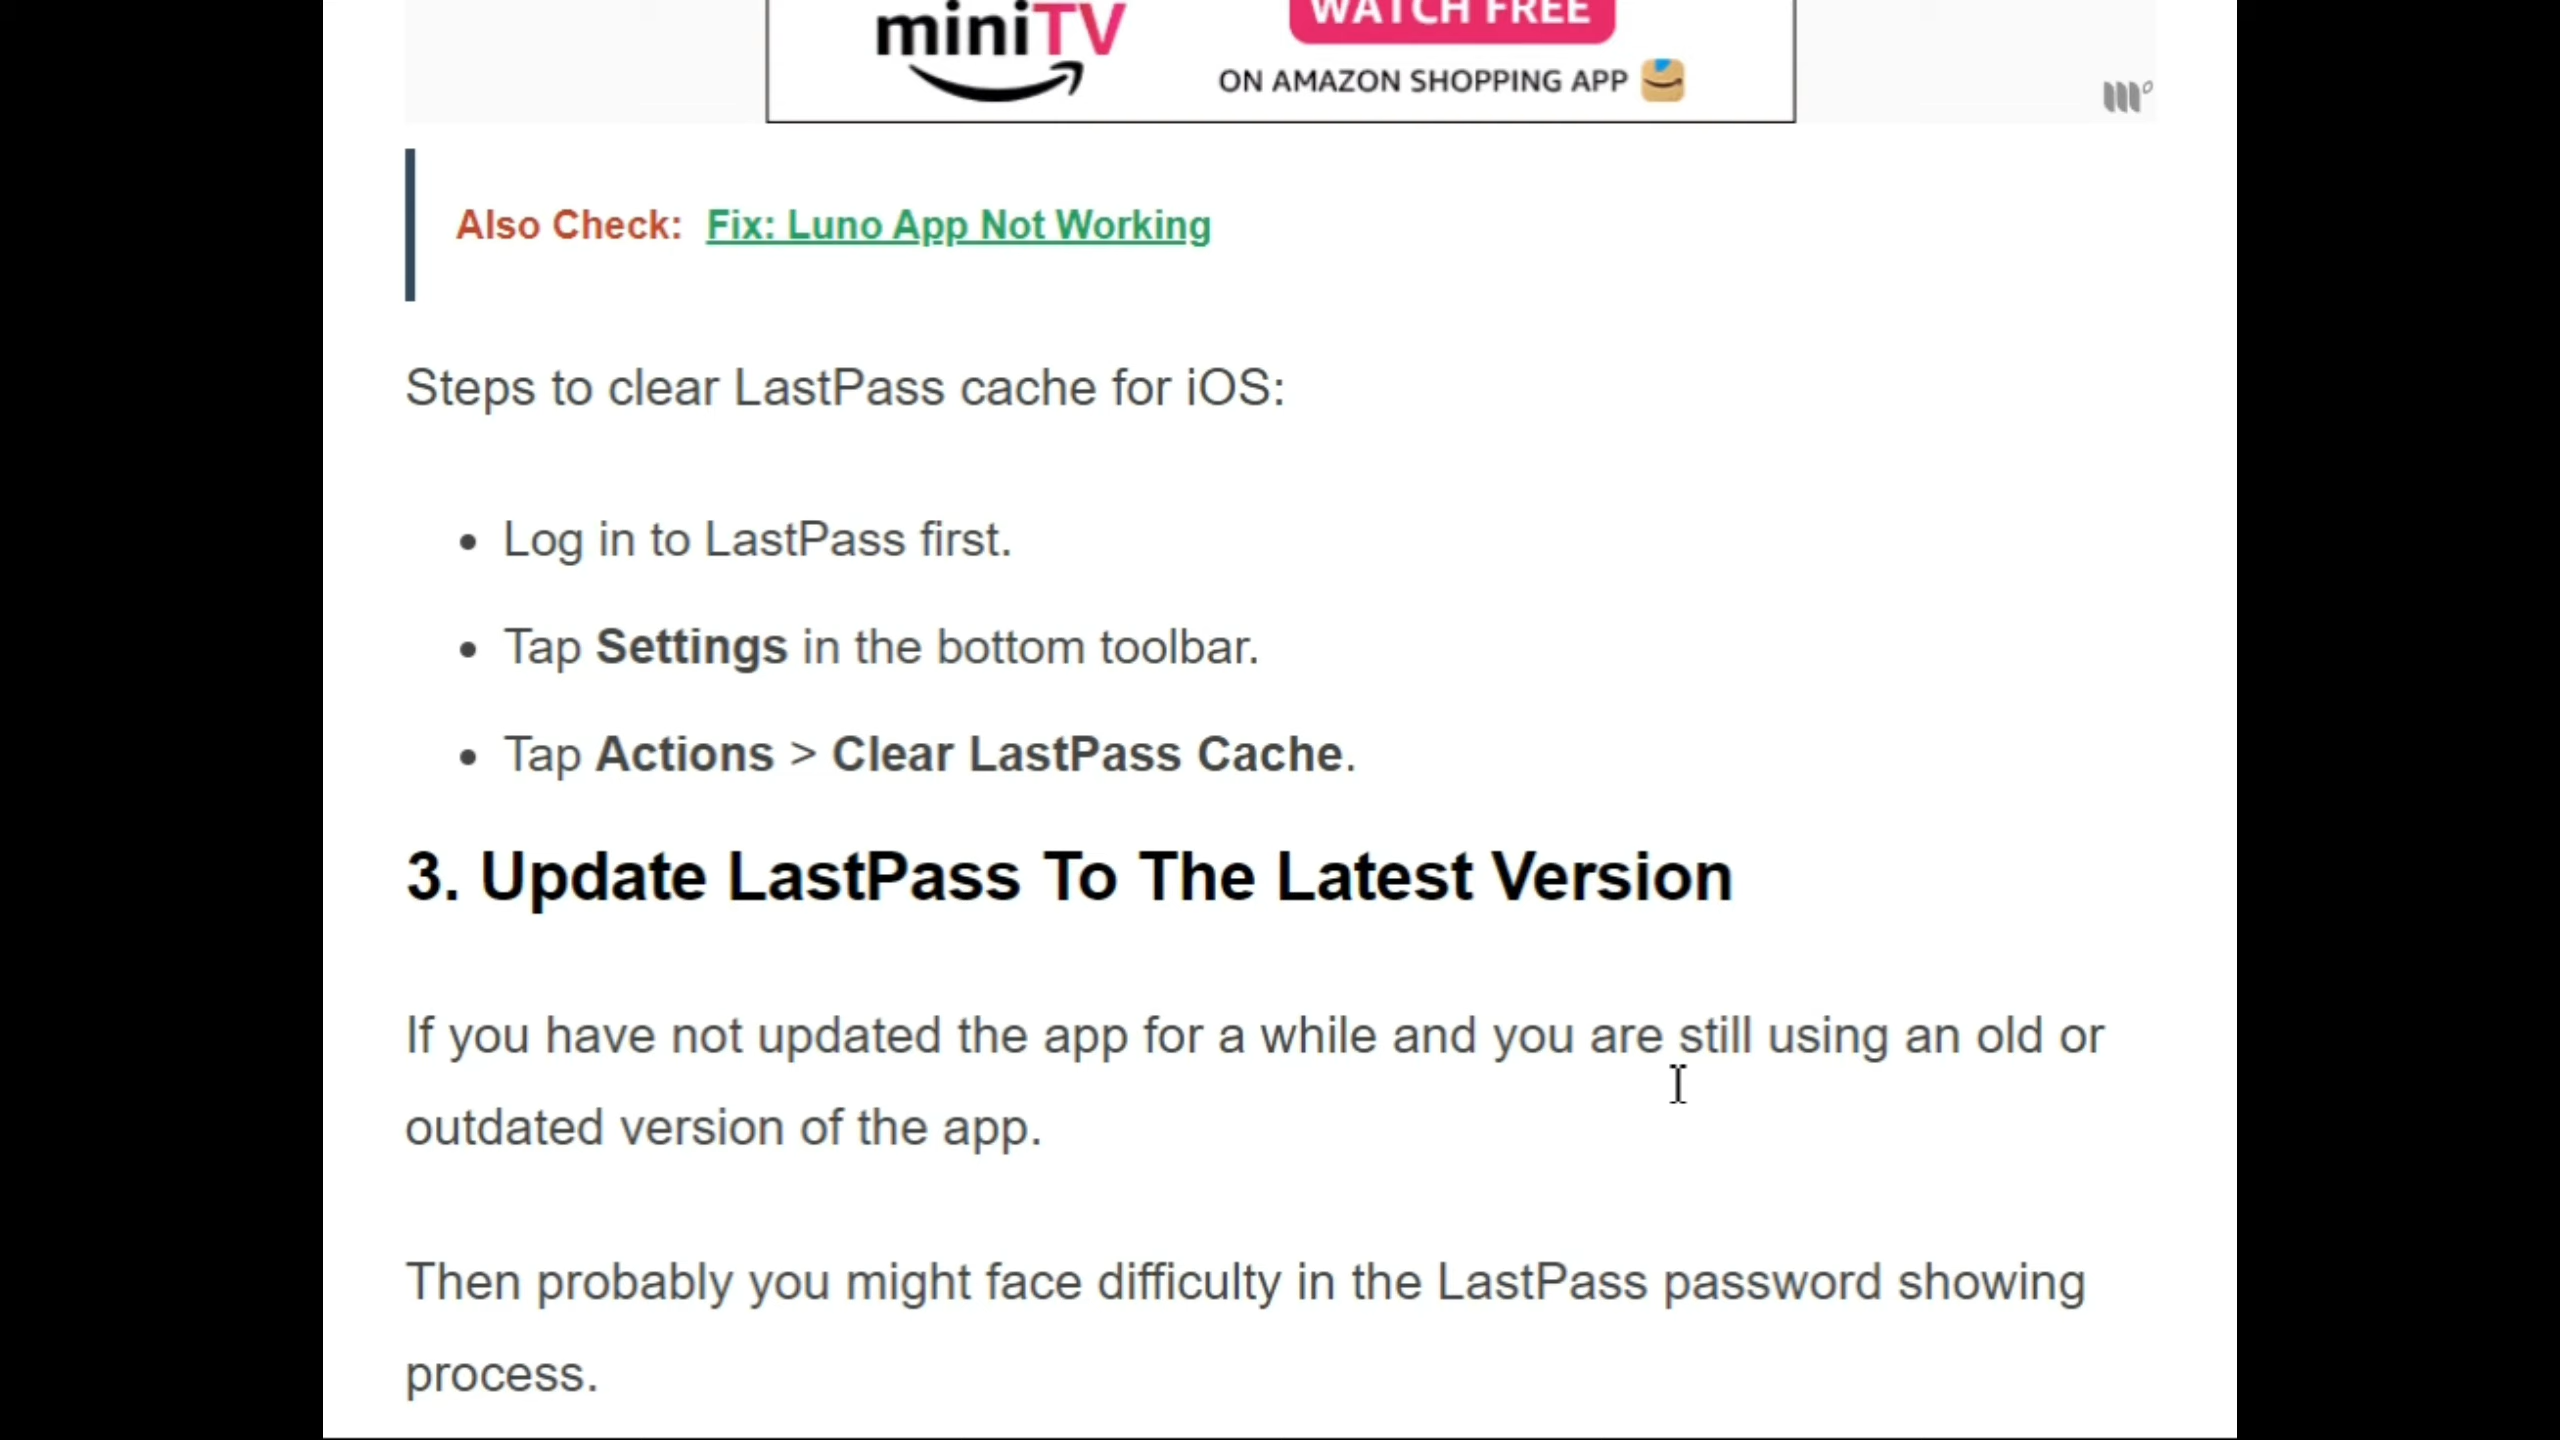 miniTV
WATCH FREE
ON AMAZON SHOPPING APP
Also Check: Fix: Luno App Not Working
Steps to clear LastPass cache for iOS:
• Log in to LastPass first.
• Tap Settings in the bottom toolbar.
• Tap Actions > Clear LastPass Cache.
3. Update LastPass To The Latest Version
If you have not updated the app for a while and you are still using an old or
outdated version of the app.
Then probably you might face difficulty in the LastPass password showing
process.